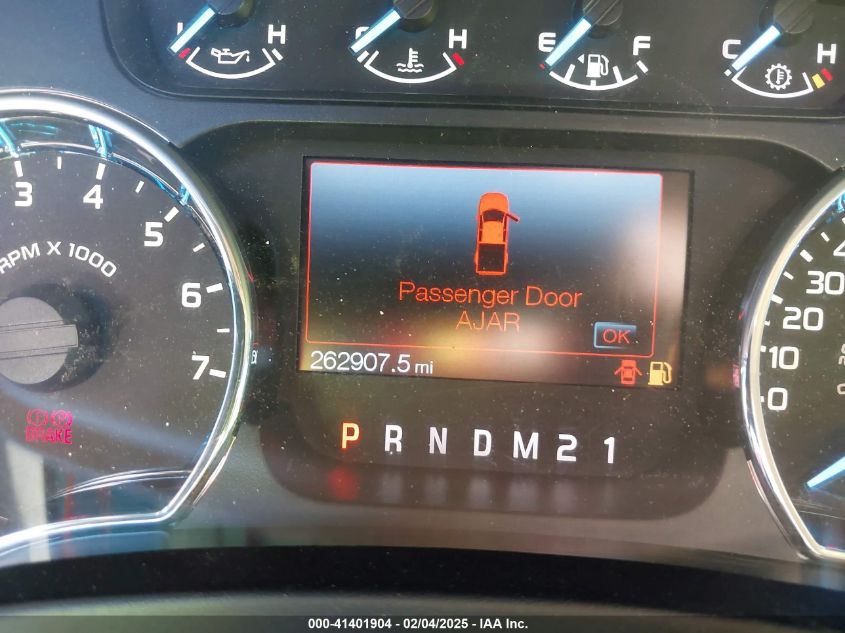 L H
C H
E F
C H
3 4 5 6 7
RPM X 1000
Passenger Door
AJAR
OK
262907.5 mi
BRAKE
P R N D M 2 1
0 10 20 30 4
000-41401904 - 02/04/2025 - IAA Inc.